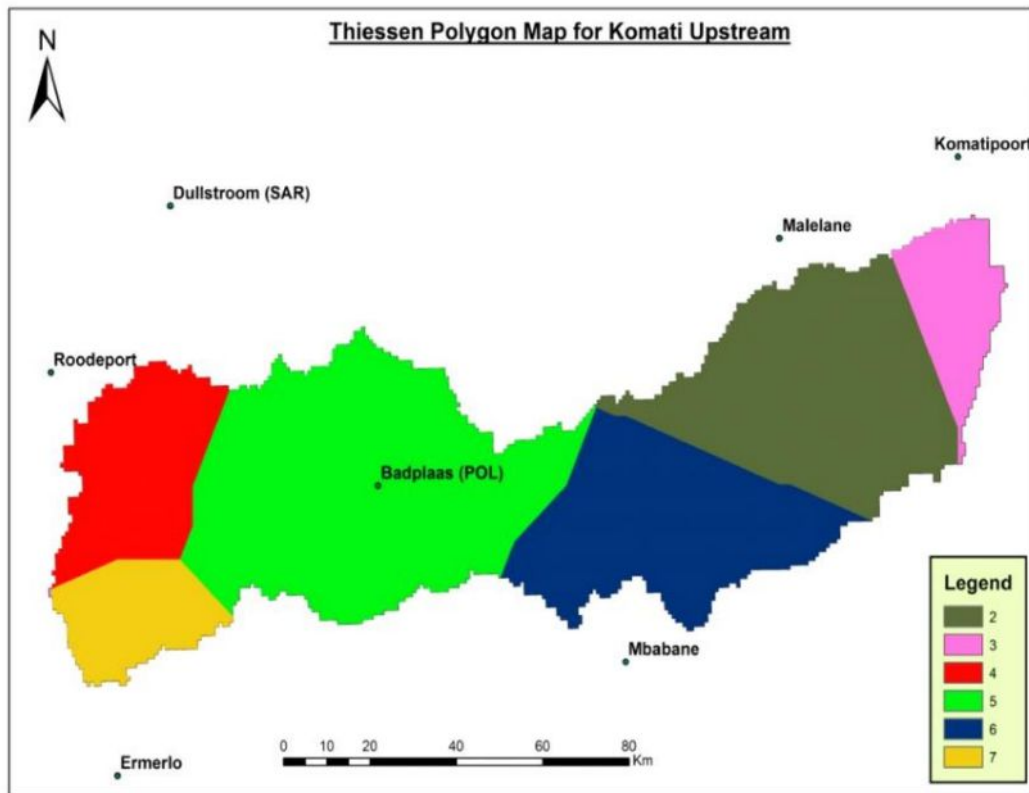 Thiessen Polygon Map for Komati Upstream
N
Komatipoort
Dullstroom (SAR)
Malelane
Roodeport
Badplaas (POL)
Mbabane
Ermerlo
0 10 20 40 60 80
Km
Legend
2
3
4
5
6
7